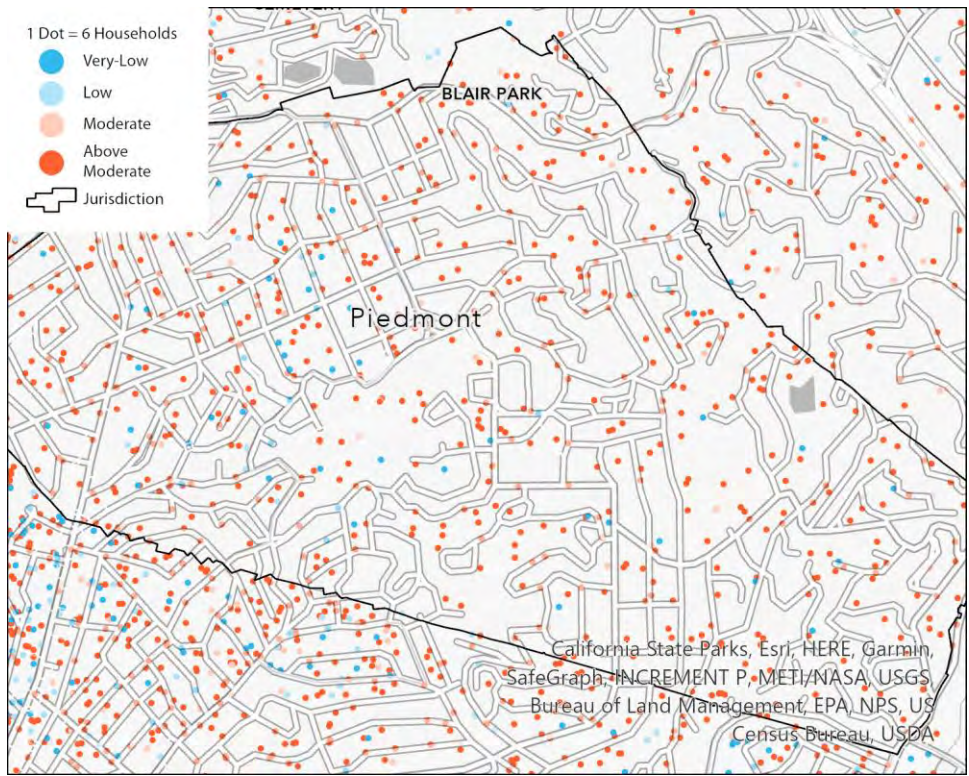 CEMETERY
1 Dot = 6 Households
Very-Low
Low
Moderate
Above
Moderate
Jurisdiction
BLAIR PARK
Piedmont
California State Parks, Esri, HERE, Garmin,
SafeGraph, INCREMENT P, METI/NASA, USGS,
Bureau of Land Management, EPA, NPS, US
Census Bureau, USDA